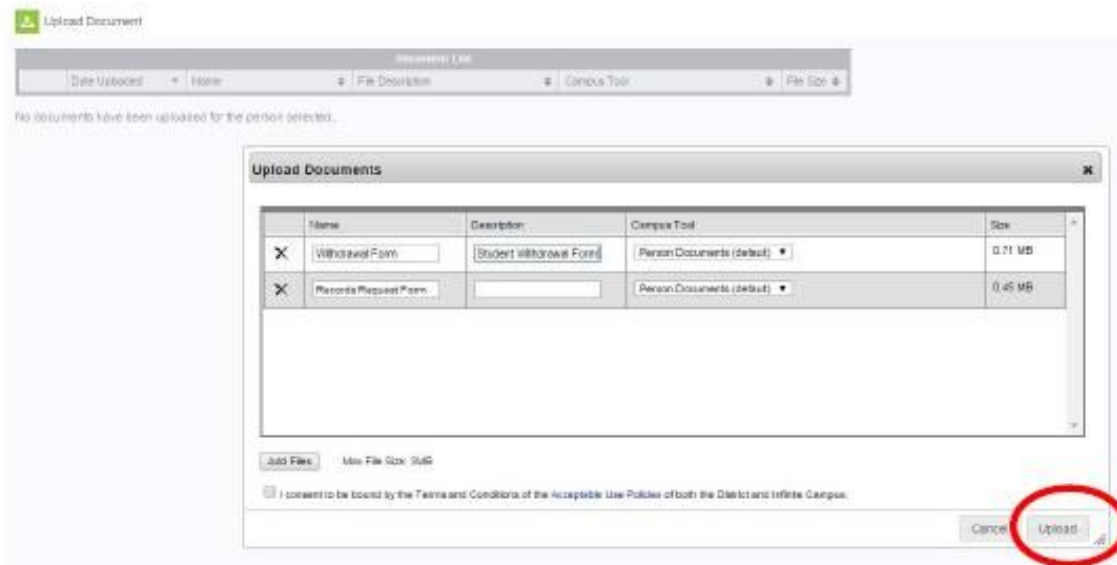 Upload Document
Document List
Date Uploaded Name File Description Campus Tool File Size
No documents have been uploaded for the person selected.
Upload Documents
Name Description Campus Tool Size
Withdrawal Form Student Withdrawal Form Person Documents (default) 0.71 MB
Records Request Form Person Documents (default) 0.45 MB
Add Files Max File Size: 3MB
I consent to be bound by the Terms and Conditions of the Acceptable Use Policies of both the District and Infinite Campus.
Cancel Upload